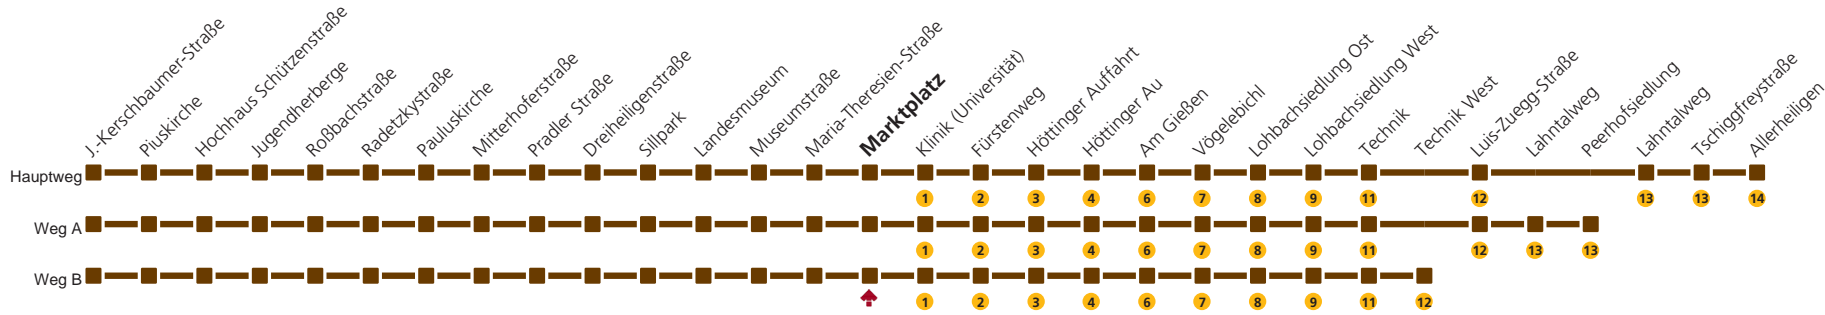 J.-Kerschbaumer-Straße
Piuskirche
Hochhaus Schützenstraße
Jugendherberge
Roßbachstraße
Radetzkystraße
Pauluskirche
Mitterhoferstraße
Pradler Straße
Dreiheiligenstraße
Sillpark
Landesmuseum
Museumstraße
Maria-Theresien-Straße
Marktplatz
Klinik (Universität)
Fürstenweg
Höttinger Auffahrt
Höttinger Au
Am Gießen
Vögelebichl
Lohbachsiedlung Ost
Lohbachsiedlung West
Technik
Technik West
Luis-Zuegg-Straße
Lahntalweg
Peerhofsiedlung
Lahntalweg
Tschiggfreystraße
Allerheiligen
Hauptweg
1 2 3 4 6 7 8 9 11 12 13 13 14
Weg A
1 2 3 4 6 7 8 9 11 12 13 13
Weg B
1 2 3 4 6 7 8 9 11 12